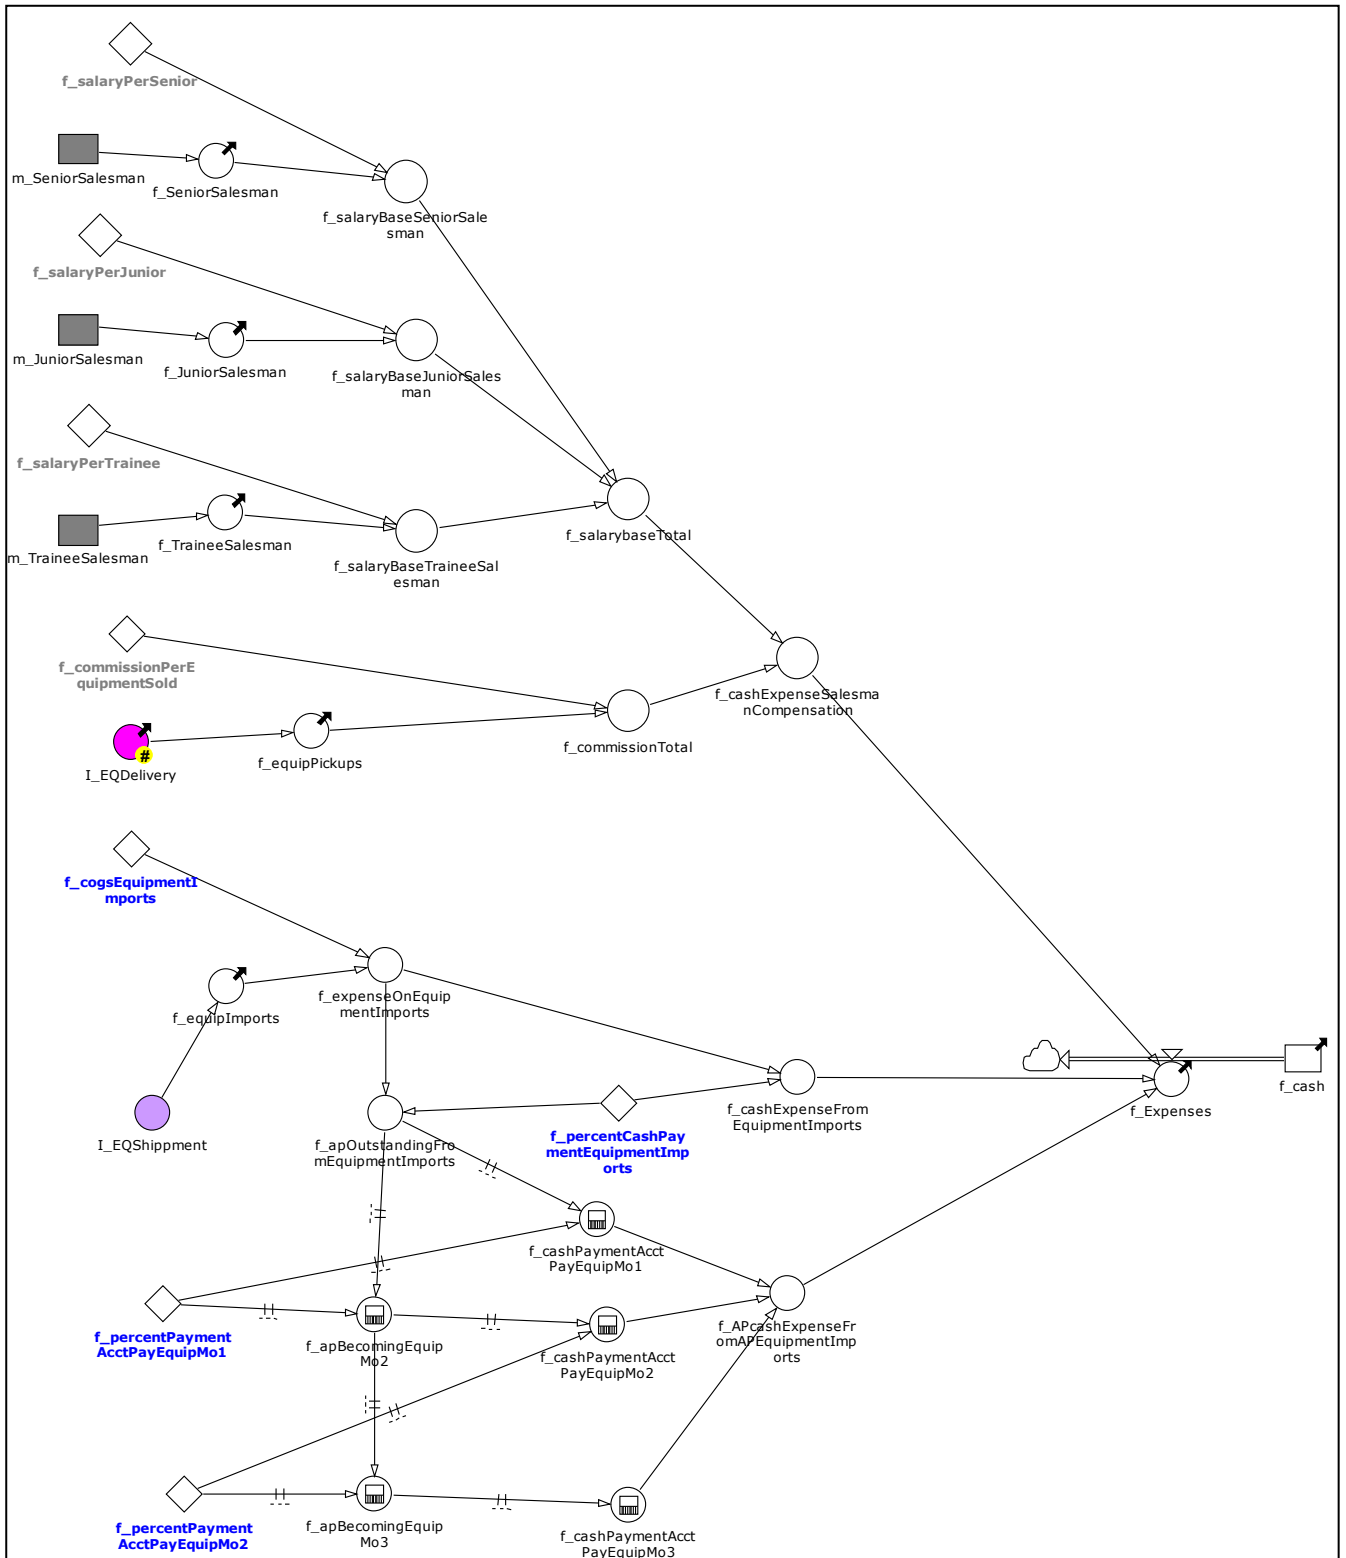 f_salaryPerSenior
m_SeniorSalesman
f_SeniorSalesman
f_salaryBaseSeniorSale
sman
f_salaryPerJunior
m_JuniorSalesman
f_JuniorSalesman
f_salaryBaseJuniorSales
man
f_salaryPerTrainee
m_TraineeSalesman
f_TraineeSalesman
f_salaryBaseTraineeSal
esman
f_salarybaseTotal
f_commissionPerE
quipmentSold
f_cashExpenseSalesma
nCompensation
#
I_EQDelivery
f_equipPickups
f_commissionTotal
f_cogsEquipmentI
mports
f_equipImports
f_expenseOnEquip
mentImports
I_EQShippment
f_apOutstandingFro
mEquipmentImports
f_percentCashPay
mentEquipmentImp
orts
f_cashExpenseFrom
EquipmentImports
f_Expenses
f_cash
f_cashPaymentAcct
PayEquipMo1
f_percentPayment
AcctPayEquipMo1
f_apBecomingEquip
Mo2
f_cashPaymentAcct
PayEquipMo2
f_APcashExpenseFr
omAPEquipmentImp
orts
f_percentPayment
AcctPayEquipMo2
f_apBecomingEquip
Mo3
f_cashPaymentAcct
PayEquipMo3